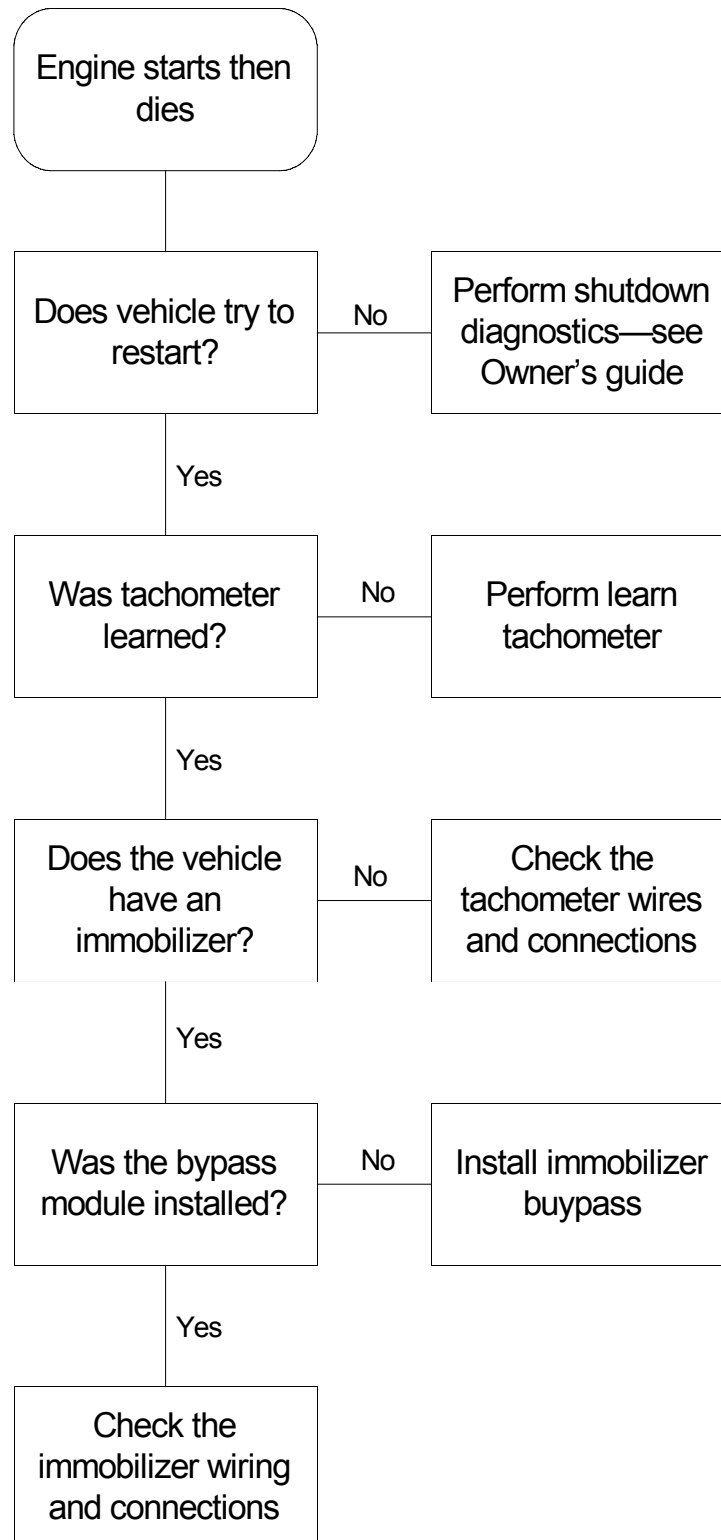 Engine starts then
dies
Does vehicle try to
restart?
No
Perform shutdown
diagnostics—see
Owner’s guide
Yes
Was tachometer
learned?
No
Perform learn
tachometer
Yes
Does the vehicle
have an
immobilizer?
No
Check the
tachometer wires
and connections
Yes
Was the bypass
module installed?
No
Install immobilizer
buypass
Yes
Check the
immobilizer wiring
and connections